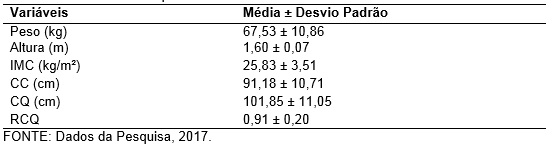 Variáveis Média ± Desvio Padrão
Peso (kg) 67,53 ± 10,86
Altura (m) 1,60 ± 0,07
IMC (kg/m²) 25,83 ± 3,51
CC (cm) 91,18 ± 10,71
CQ (cm) 101,85 ± 11,05
RCQ 0,91 ± 0,20
FONTE: Dados da Pesquisa, 2017.